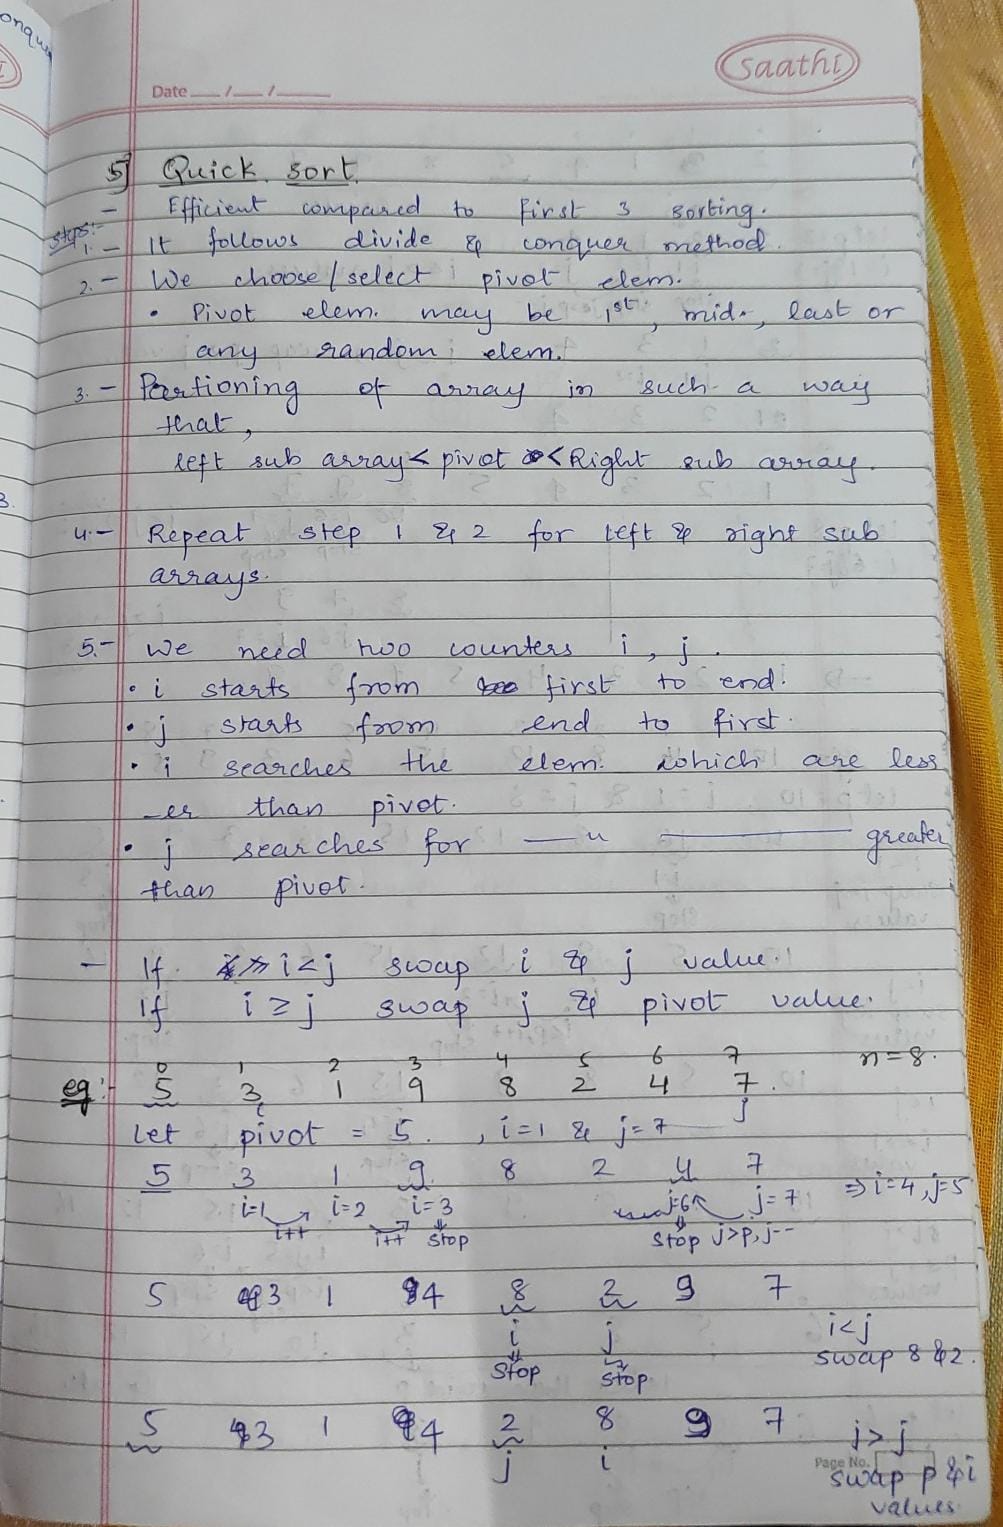 onque
saathi
Date __/__/____
5] Quick sort.
- Efficient compared to first 3 sorting.
steps:-
1. - It follows divide & conquer method.
2. - We choose/select pivot elem.
• Pivot elem. may be 1st, mid., last or
any random elem.
3. - Partioning of array in such a way
that,
left sub array < pivot < Right sub array.
3.
4. - Repeat step 1 & 2 for left & right sub
arrays.
5. - We need two counters i, j.
• i starts from first to end.
• j starts from end to first.
• i searches the elem. which are less
-er than pivot.
• j searches for —"— greater
than pivot.
- If i<j swap i & j value.
If i ≥ j swap j & pivot value.
0 1 2 3 4 5 6 7 n=8.
eg:- 5 3 1 9 8 2 4 7.
i j
Let pivot = 5. , i=1 & j=7
5 3 1 9 8 2 4 7 ⇒ i=4, j=5
i=1 i=2 i=3 j=6 j=7
i++ i++ stop stop j>p, j--
5 3 1 4 8 2 9 7
i j i<j
stop stop swap 8 & 2.
5 3 1 4 2 8 9 7
j i j > j
Page No.
swap p & i
values.